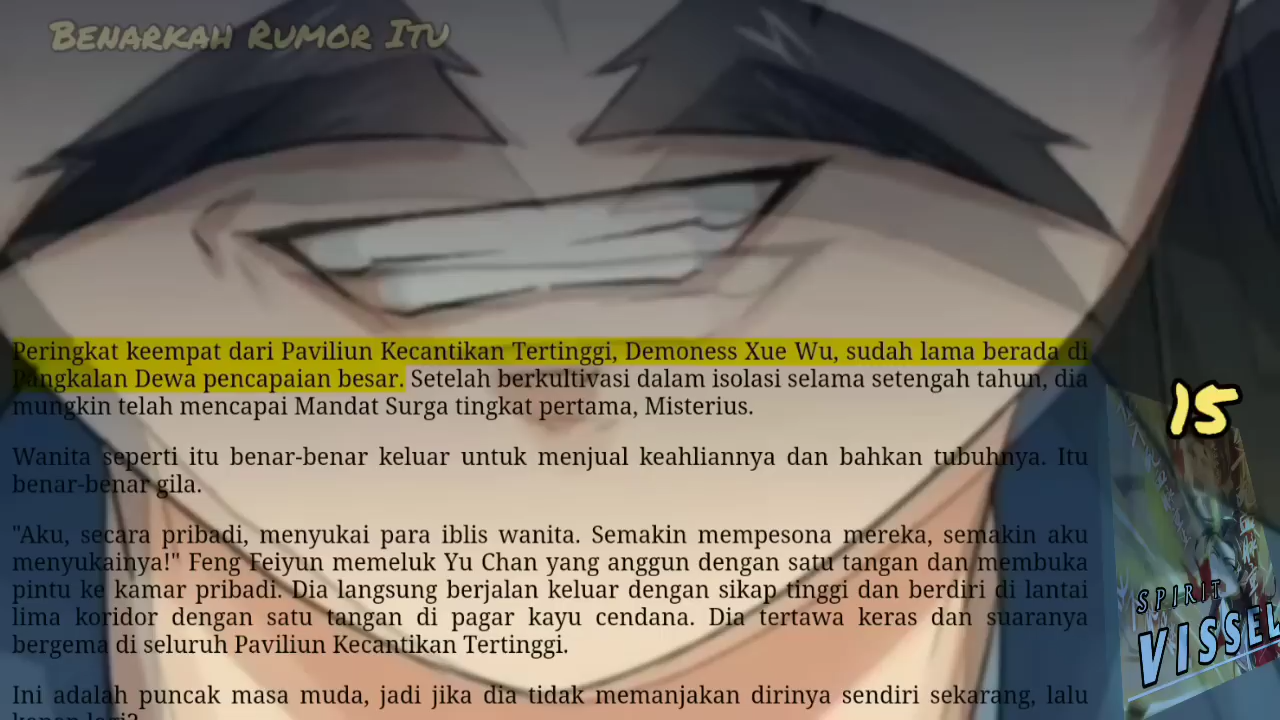 Benarkah Rumor Itu
Peringkat keempat dari Paviliun Kecantikan Tertinggi, Demoness Xue Wu, sudah lama berada di
Pangkalan Dewa pencapaian besar. Setelah berkultivasi dalam isolasi selama setengah tahun, dia
mungkin telah mencapai Mandat Surga tingkat pertama, Misterius.
Wanita seperti itu benar-benar keluar untuk menjual keahliannya dan bahkan tubuhnya. Itu
benar-benar gila.
"Aku, secara pribadi, menyukai para iblis wanita. Semakin mempesona mereka, semakin aku
menyukainya!" Feng Feiyun memeluk Yu Chan yang anggun dengan satu tangan dan membuka
pintu ke kamar pribadi. Dia langsung berjalan keluar dengan sikap tinggi dan berdiri di lantai
lima koridor dengan satu tangan di pagar kayu cendana. Dia tertawa keras dan suaranya
bergema di seluruh Paviliun Kecantikan Tertinggi.
Ini adalah puncak masa muda, jadi jika dia tidak memanjakan dirinya sendiri sekarang, lalu
kapan lagi?
15
SPIRIT
VISSEL